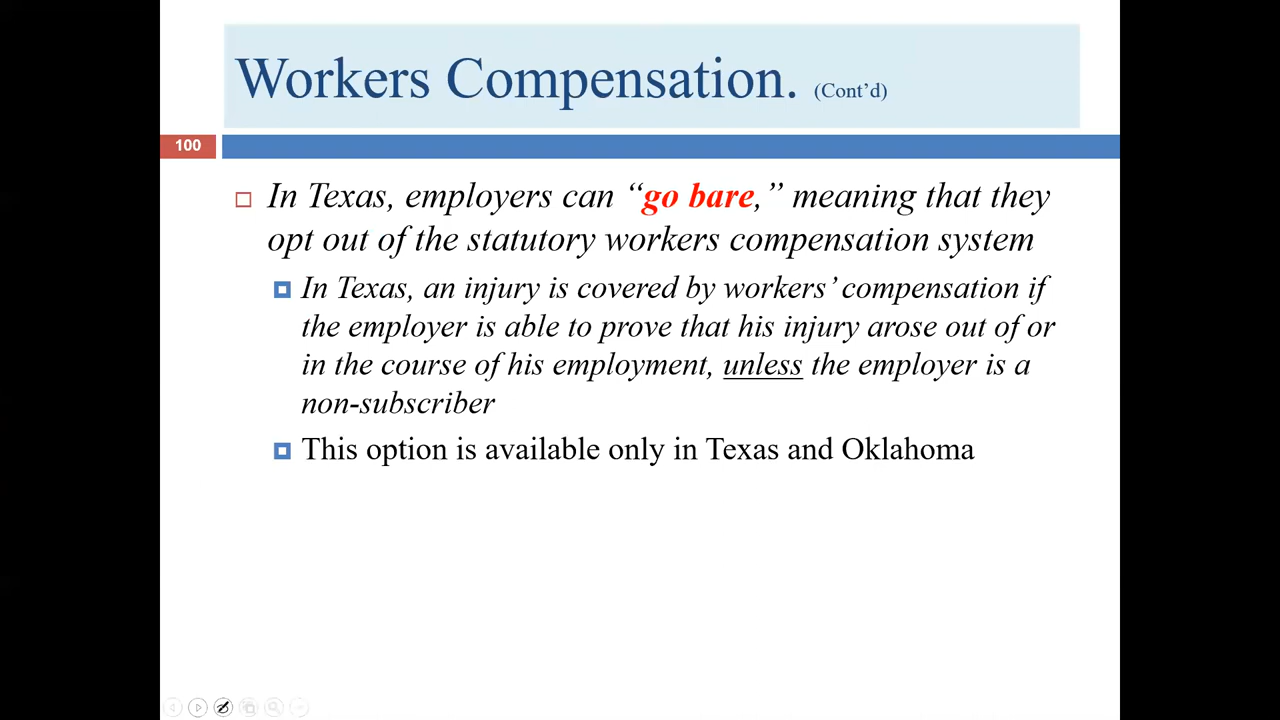 Workers Compensation. (Cont’d)
100
In Texas, employers can “go bare,” meaning that they
opt out of the statutory workers compensation system
In Texas, an injury is covered by workers’ compensation if
the employer is able to prove that his injury arose out of or
in the course of his employment, unless the employer is a
non-subscriber
This option is available only in Texas and Oklahoma